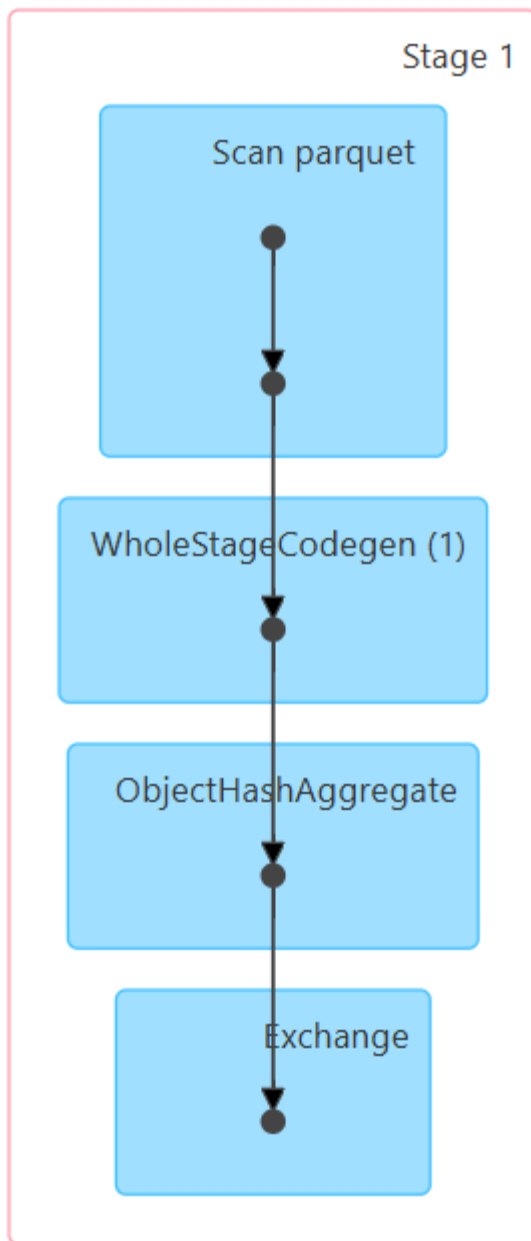 Stage 1
Scan parquet
WholeStageCodegen (1)
ObjectHashAggregate
Exchange